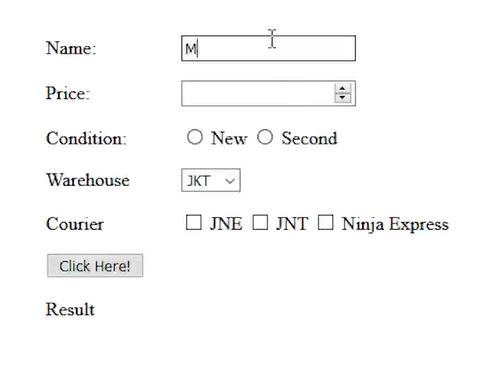 Name: M
Price:
Condition: New Second
Warehouse JKT
Courier JNE JNT Ninja Express
Click Here!
Result